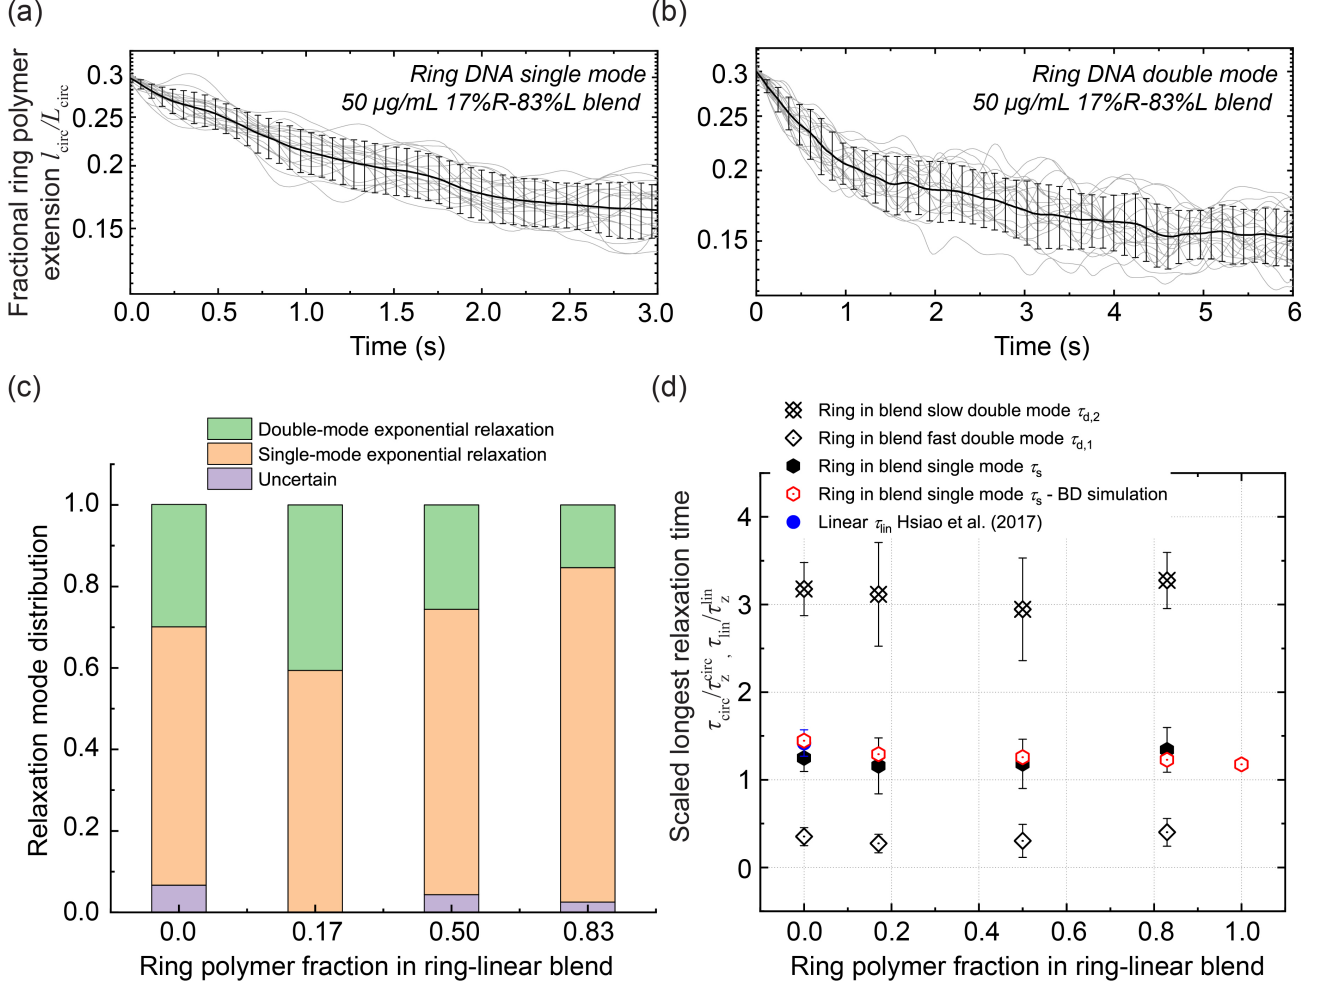 (a)
Fractional ring polymer
extension l_circ/L_circ
0.3
0.25
0.2
0.15
Ring DNA single mode
50 μg/mL 17%R-83%L blend
0.0 0.5 1.0 1.5 2.0 2.5 3.0
Time (s)
(b)
0.3
0.25
0.2
0.15
Ring DNA double mode
50 μg/mL 17%R-83%L blend
0 1 2 3 4 5 6
Time (s)
(c)
Double-mode exponential relaxation
Single-mode exponential relaxation
Uncertain
Relaxation mode distribution
1.0
0.8
0.6
0.4
0.2
0.0
0.0 0.17 0.50 0.83
Ring polymer fraction in ring-linear blend
(d)
Ring in blend slow double mode τ_d,2
Ring in blend fast double mode τ_d,1
Ring in blend single mode τ_s
Ring in blend single mode τ_s - BD simulation
Linear τ_lin Hsiao et al. (2017)
Scaled longest relaxation time
τ_circ/τ_z^circ, τ_lin/τ_z^lin
4
3
2
1
0
0.0 0.2 0.4 0.6 0.8 1.0
Ring polymer fraction in ring-linear blend